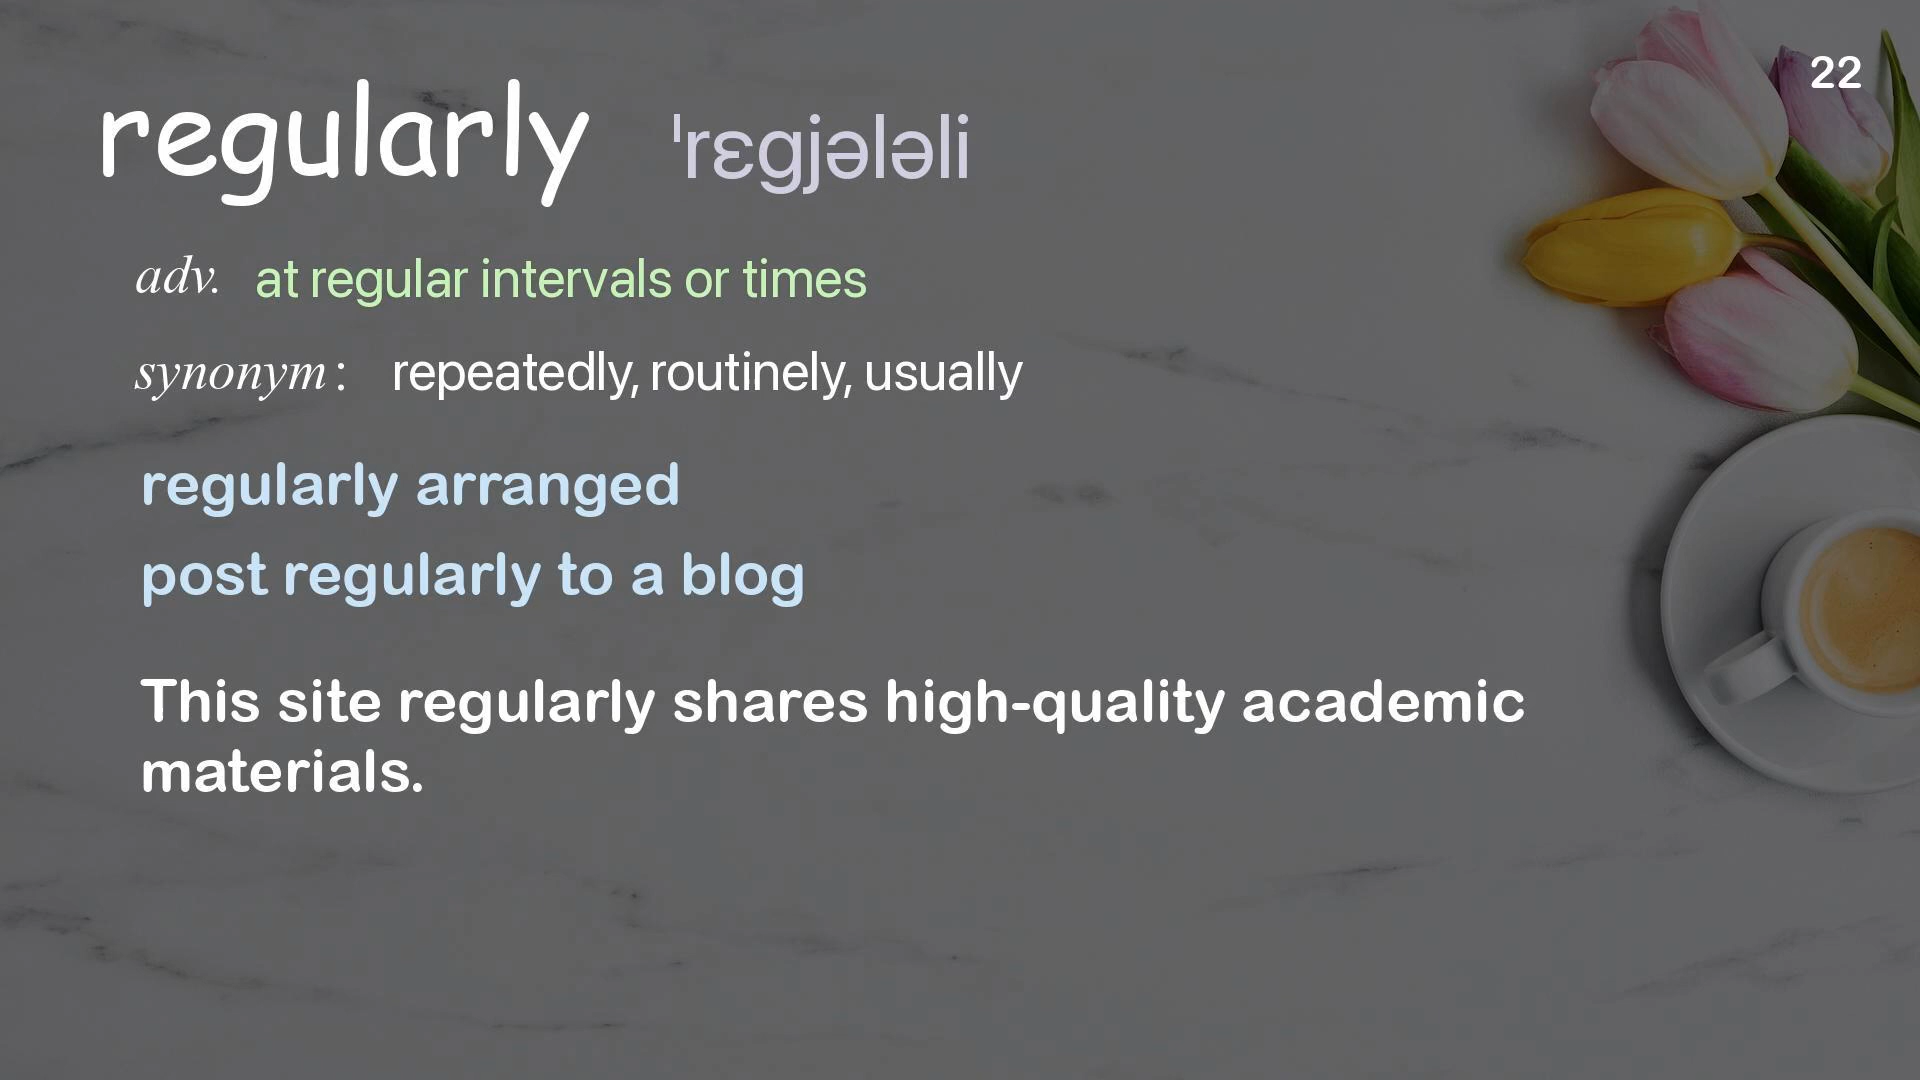 22
regularly ˈrɛgjələli
adv. at regular intervals or times
synonym : repeatedly, routinely, usually
regularly arranged
post regularly to a blog
This site regularly shares high-quality academic
materials.